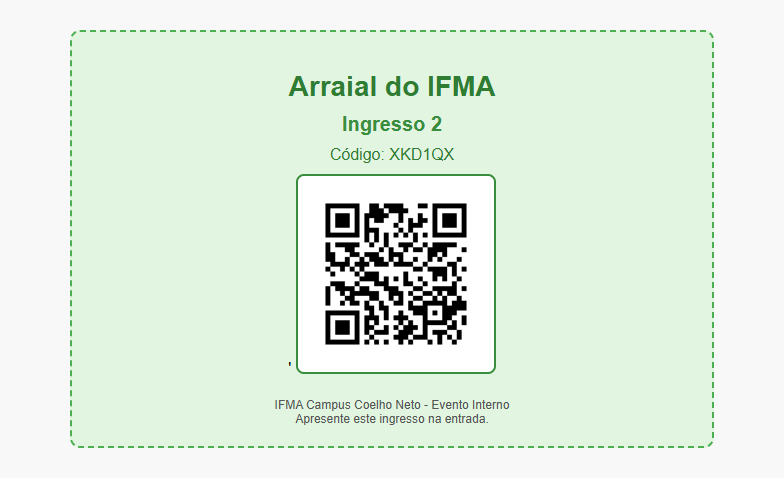 Arraial do IFMA
Ingresso 2
Código: XKD1QX
'
IFMA Campus Coelho Neto - Evento Interno
Apresente este ingresso na entrada.